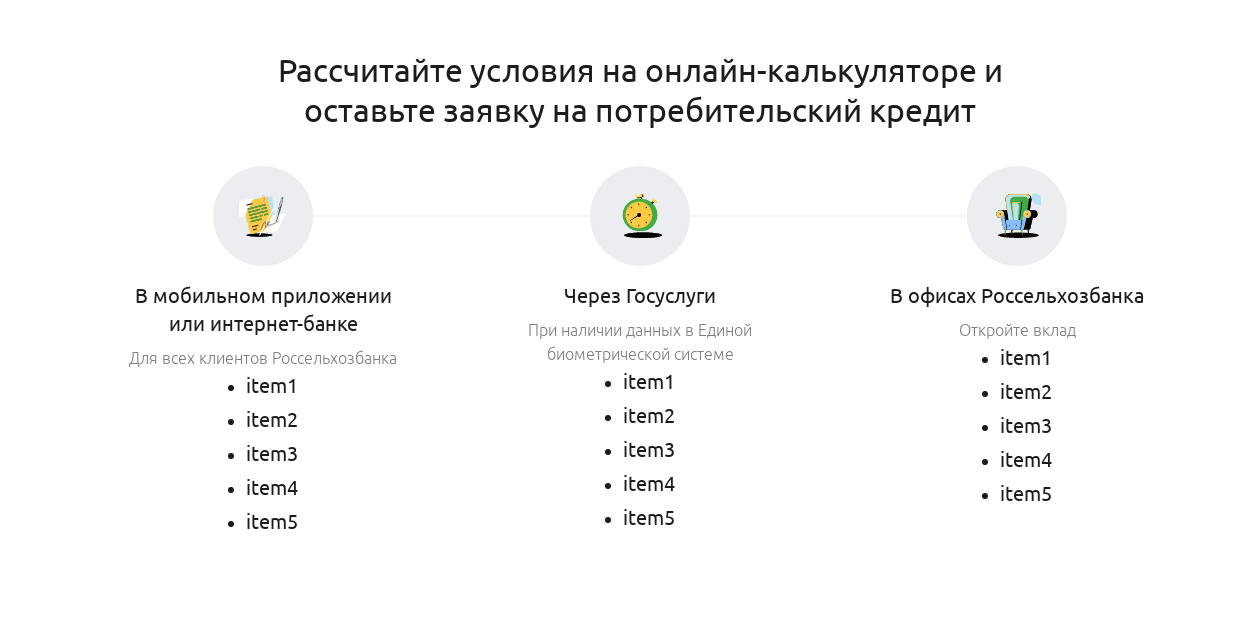 Рассчитайте условия на онлайн-калькуляторе и
оставьте заявку на потребительский кредит
В мобильном приложении
или интернет-банке
Для всех клиентов Россельхозбанка
• item1
• item2
• item3
• item4
• item5
Через Госуслуги
При наличии данных в Единой
биометрической системе
• item1
• item2
• item3
• item4
• item5
В офисах Россельхозбанка
Откройте вклад
• item1
• item2
• item3
• item4
• item5